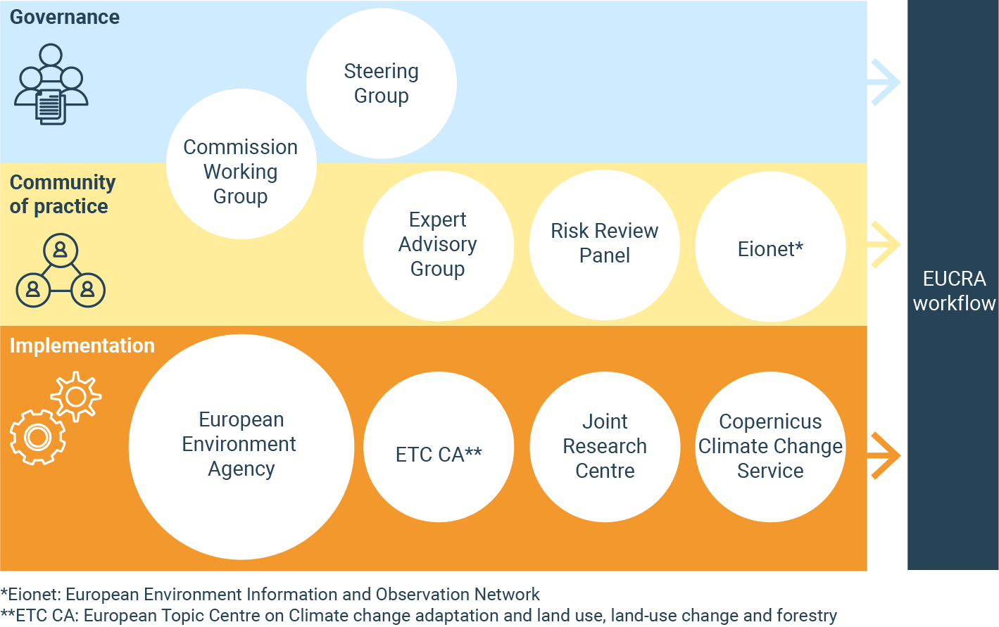 Governance
Steering
Group
Commission
Working
Group
Community
of practice
Expert
Advisory
Group
Risk Review
Panel
Eionet*
EUCRA
workflow
Implementation
European
Environment
Agency
ETC CA**
Joint
Research
Centre
Copernicus
Climate Change
Service
*Eionet: European Environment Information and Observation Network
**ETC CA: European Topic Centre on Climate change adaptation and land use, land-use change and forestry